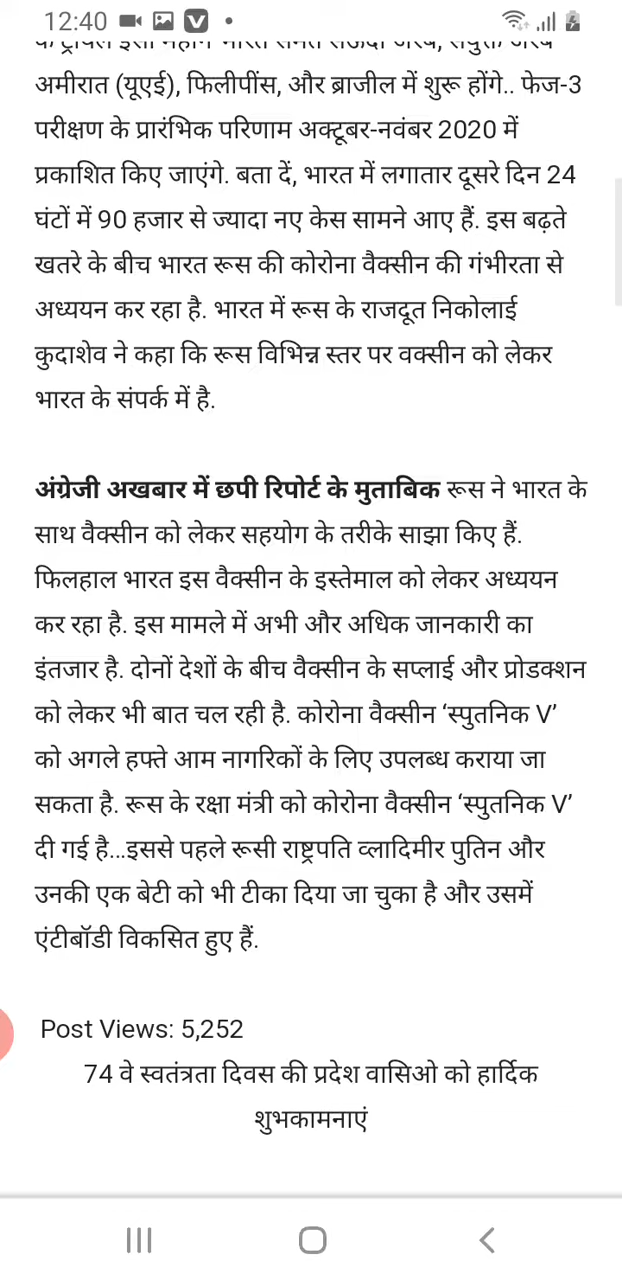 12:40
अमीरात (यूएई), फिलीपींस, और ब्राजील में शुरू होंगे.. फेज-3
परीक्षण के प्रारंभिक परिणाम अक्टूबर-नवंबर 2020 में
प्रकाशित किए जाएंगे. बता दें, भारत में लगातार दूसरे दिन 24
घंटों में 90 हजार से ज्यादा नए केस सामने आए हैं. इस बढ़ते
खतरे के बीच भारत रूस की कोरोना वैक्सीन की गंभीरता से
अध्ययन कर रहा है. भारत में रूस के राजदूत निकोलाई
कुदाशेव ने कहा कि रूस विभिन्न स्तर पर वक्सीन को लेकर
भारत के संपर्क में है.
अंग्रेजी अखबार में छपी रिपोर्ट के मुताबिक रूस ने भारत के
साथ वैक्सीन को लेकर सहयोग के तरीके साझा किए हैं.
फिलहाल भारत इस वैक्सीन के इस्तेमाल को लेकर अध्ययन
कर रहा है. इस मामले में अभी और अधिक जानकारी का
इंतजार है. दोनों देशों के बीच वैक्सीन के सप्लाई और प्रोडक्शन
को लेकर भी बात चल रही है. कोरोना वैक्सीन ‘स्पुतनिक V’
को अगले हफ्ते आम नागरिकों के लिए उपलब्ध कराया जा
सकता है. रूस के रक्षा मंत्री को कोरोना वैक्सीन ‘स्पुतनिक V’
दी गई है...इससे पहले रूसी राष्ट्रपति व्लादिमीर पुतिन और
उनकी एक बेटी को भी टीका दिया जा चुका है और उसमें
एंटीबॉडी विकसित हुए हैं.
Post Views: 5,252
74 वे स्वतंत्रता दिवस की प्रदेश वासिओ को हार्दिक
शुभकामनाएं